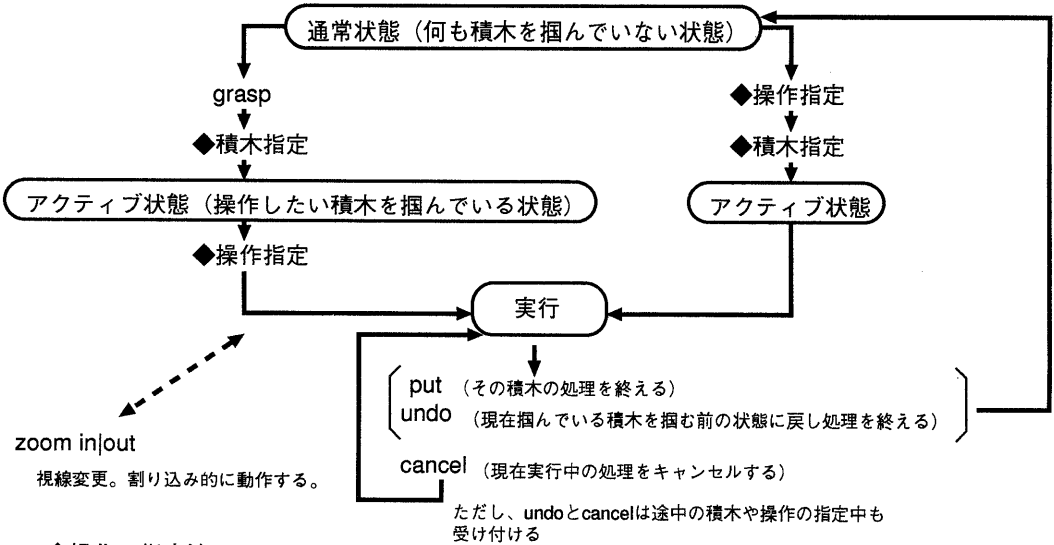 通常状態（何も積木を掴んでいない状態）
grasp
◆積木指定
アクティブ状態（操作したい積木を掴んでいる状態）
◆操作指定
◆操作指定
◆積木指定
アクティブ状態
実行
put （その積木の処理を終える）
undo （現在掴んでいる積木を掴む前の状態に戻し処理を終える）
cancel （現在実行中の処理をキャンセルする）
ただし、undoとcancelは途中の積木や操作の指定中も
受け付ける
zoom in|out
視線変更。割り込み的に動作する。